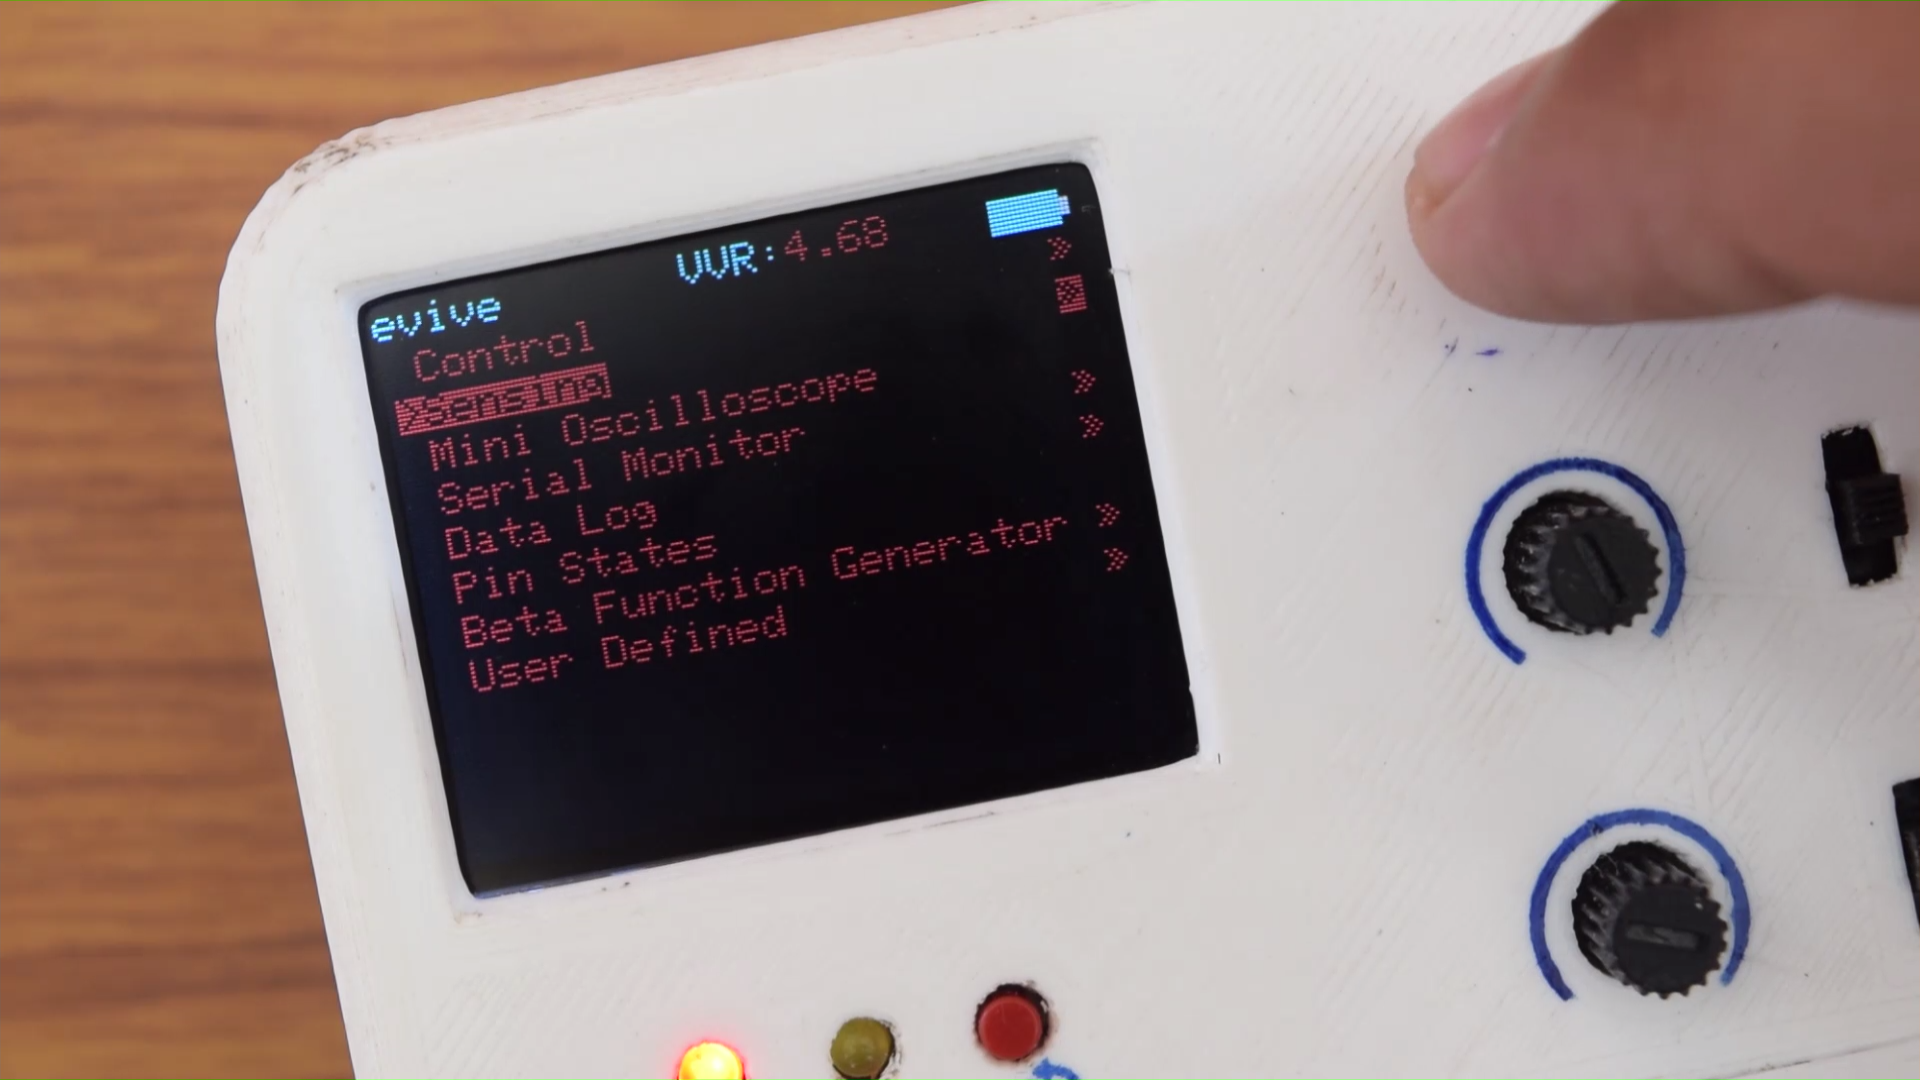 VVR:4.68
evive
Control »
Sensing
Mini Oscilloscope »
Serial Monitor »
Data Log
Pin States »
Beta Function Generator »
User Defined